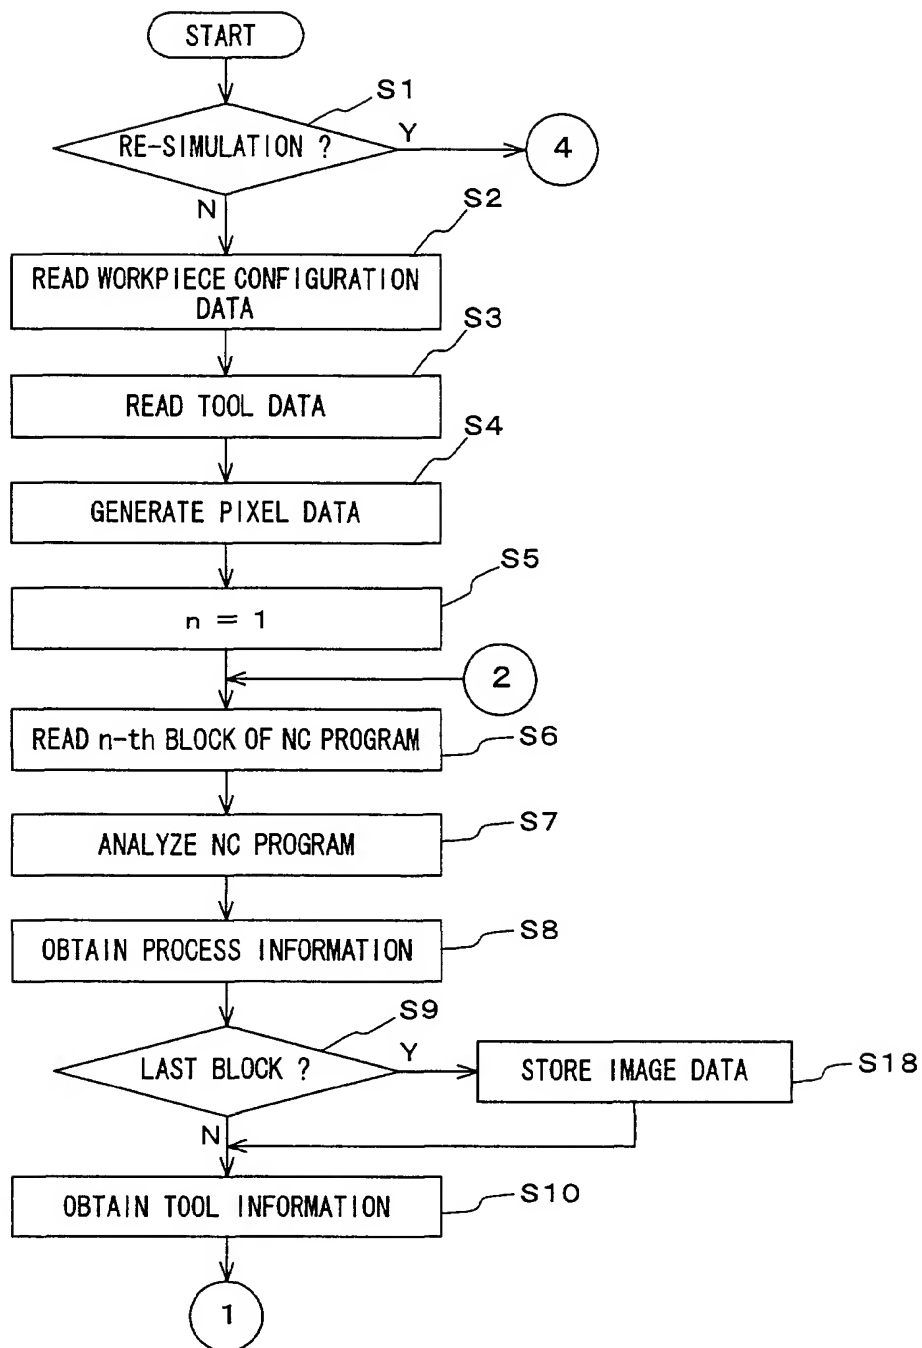 START
S1
RE-SIMULATION ?
Y
4
N
S2
READ WORKPIECE CONFIGURATION
DATA
S3
READ TOOL DATA
S4
GENERATE PIXEL DATA
S5
n = 1
2
READ n-th BLOCK OF NC PROGRAM
S6
S7
ANALYZE NC PROGRAM
S8
OBTAIN PROCESS INFORMATION
S9
LAST BLOCK ?
Y
STORE IMAGE DATA
S18
N
OBTAIN TOOL INFORMATION
S10
1